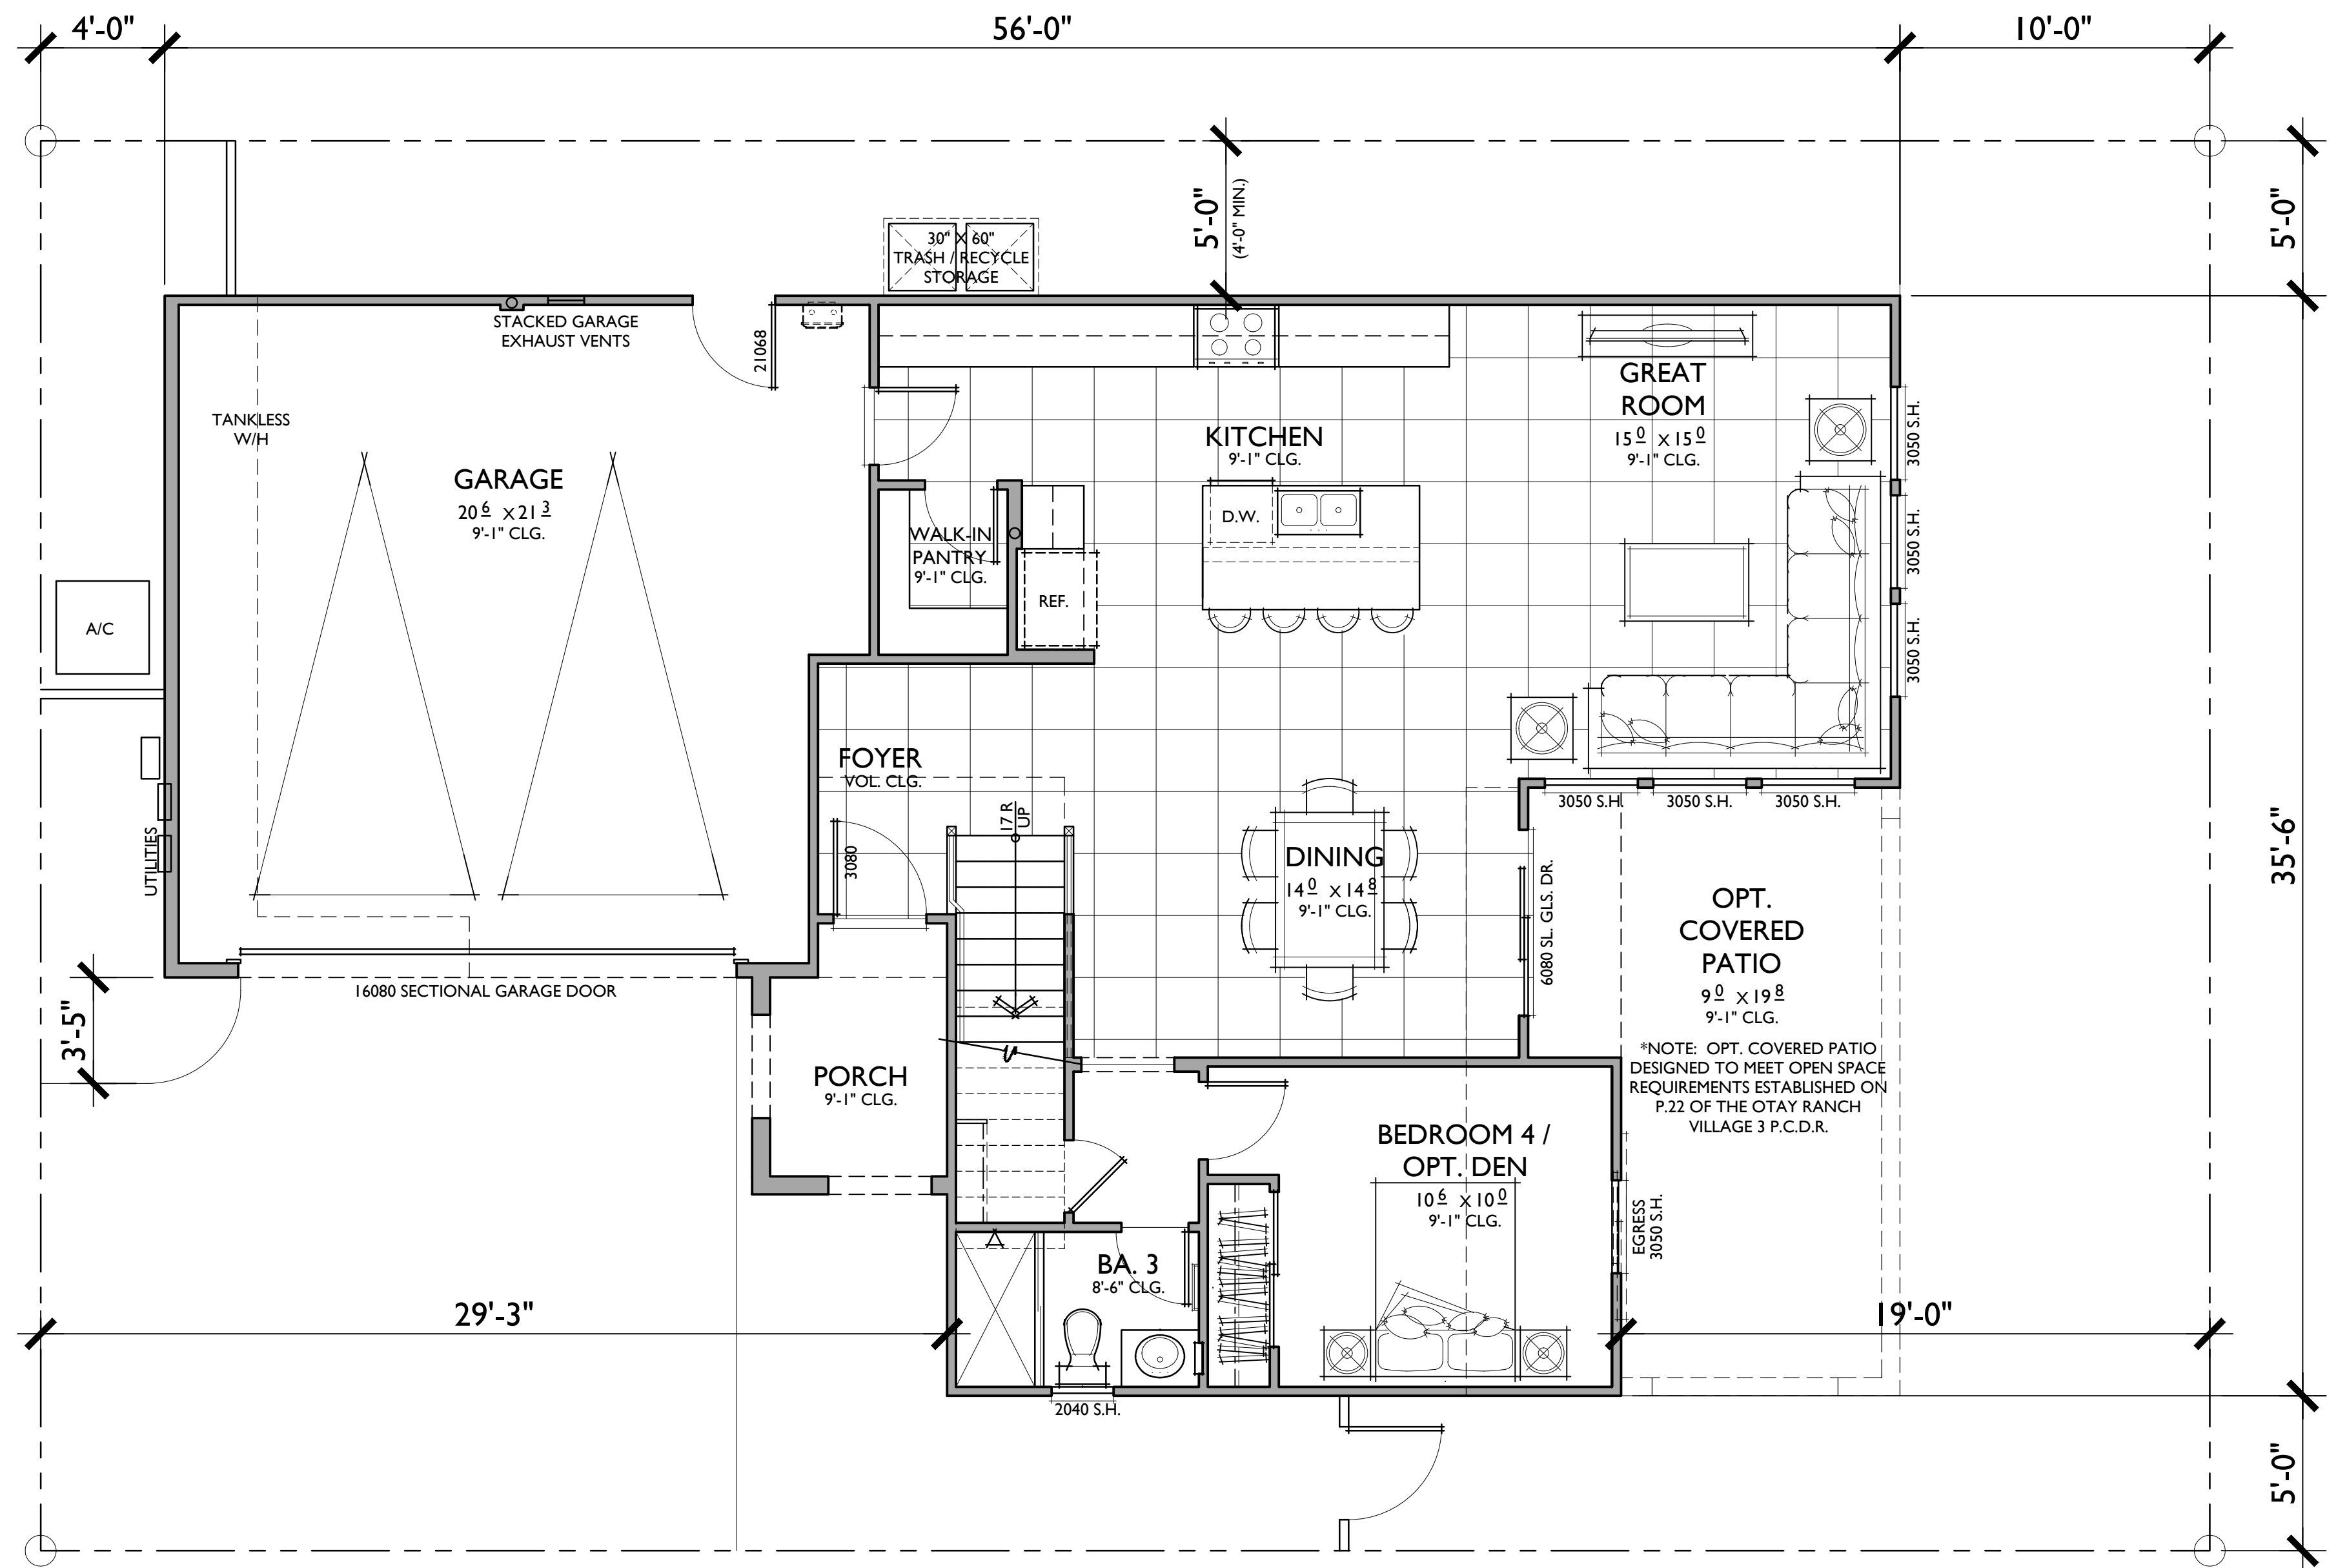 4'-0"
56'-0"
10'-0"
5'-0"
(4'-0" MIN.)
5'-0"
30" X 60"
TRASH / RECYCLE
STORAGE
STACKED GARAGE
EXHAUST VENTS
21068
TANKLESS
W/H
GARAGE
20 6 X 21 3
9'-1" CLG.
KITCHEN
9'-1" CLG.
GREAT
ROOM
15 0 X 15 0
9'-1" CLG.
3050 S.H.
3050 S.H.
3050 S.H.
D.W.
WALK-IN
PANTRY
9'-1" CLG.
REF.
A/C
FOYER
VOL. CLG.
17 R
UP
3080
UTILITIES
3050 S.H.
3050 S.H.
3050 S.H.
DINING
14 0 X 14 8
9'-1" CLG.
6080 SL. GLS. DR.
OPT.
COVERED
PATIO
9 0 X 19 8
9'-1" CLG.
*NOTE: OPT. COVERED PATIO
DESIGNED TO MEET OPEN SPACE
REQUIREMENTS ESTABLISHED ON
P.22 OF THE OTAY RANCH
VILLAGE 3 P.C.D.R.
35'-6"
16080 SECTIONAL GARAGE DOOR
3'-5"
PORCH
9'-1" CLG.
BEDROOM 4 /
OPT. DEN
10 6 X 10 0
9'-1" CLG.
EGRESS
3050 S.H.
BA. 3
8'-6" CLG.
29'-3"
19'-0"
2040 S.H.
5'-0"